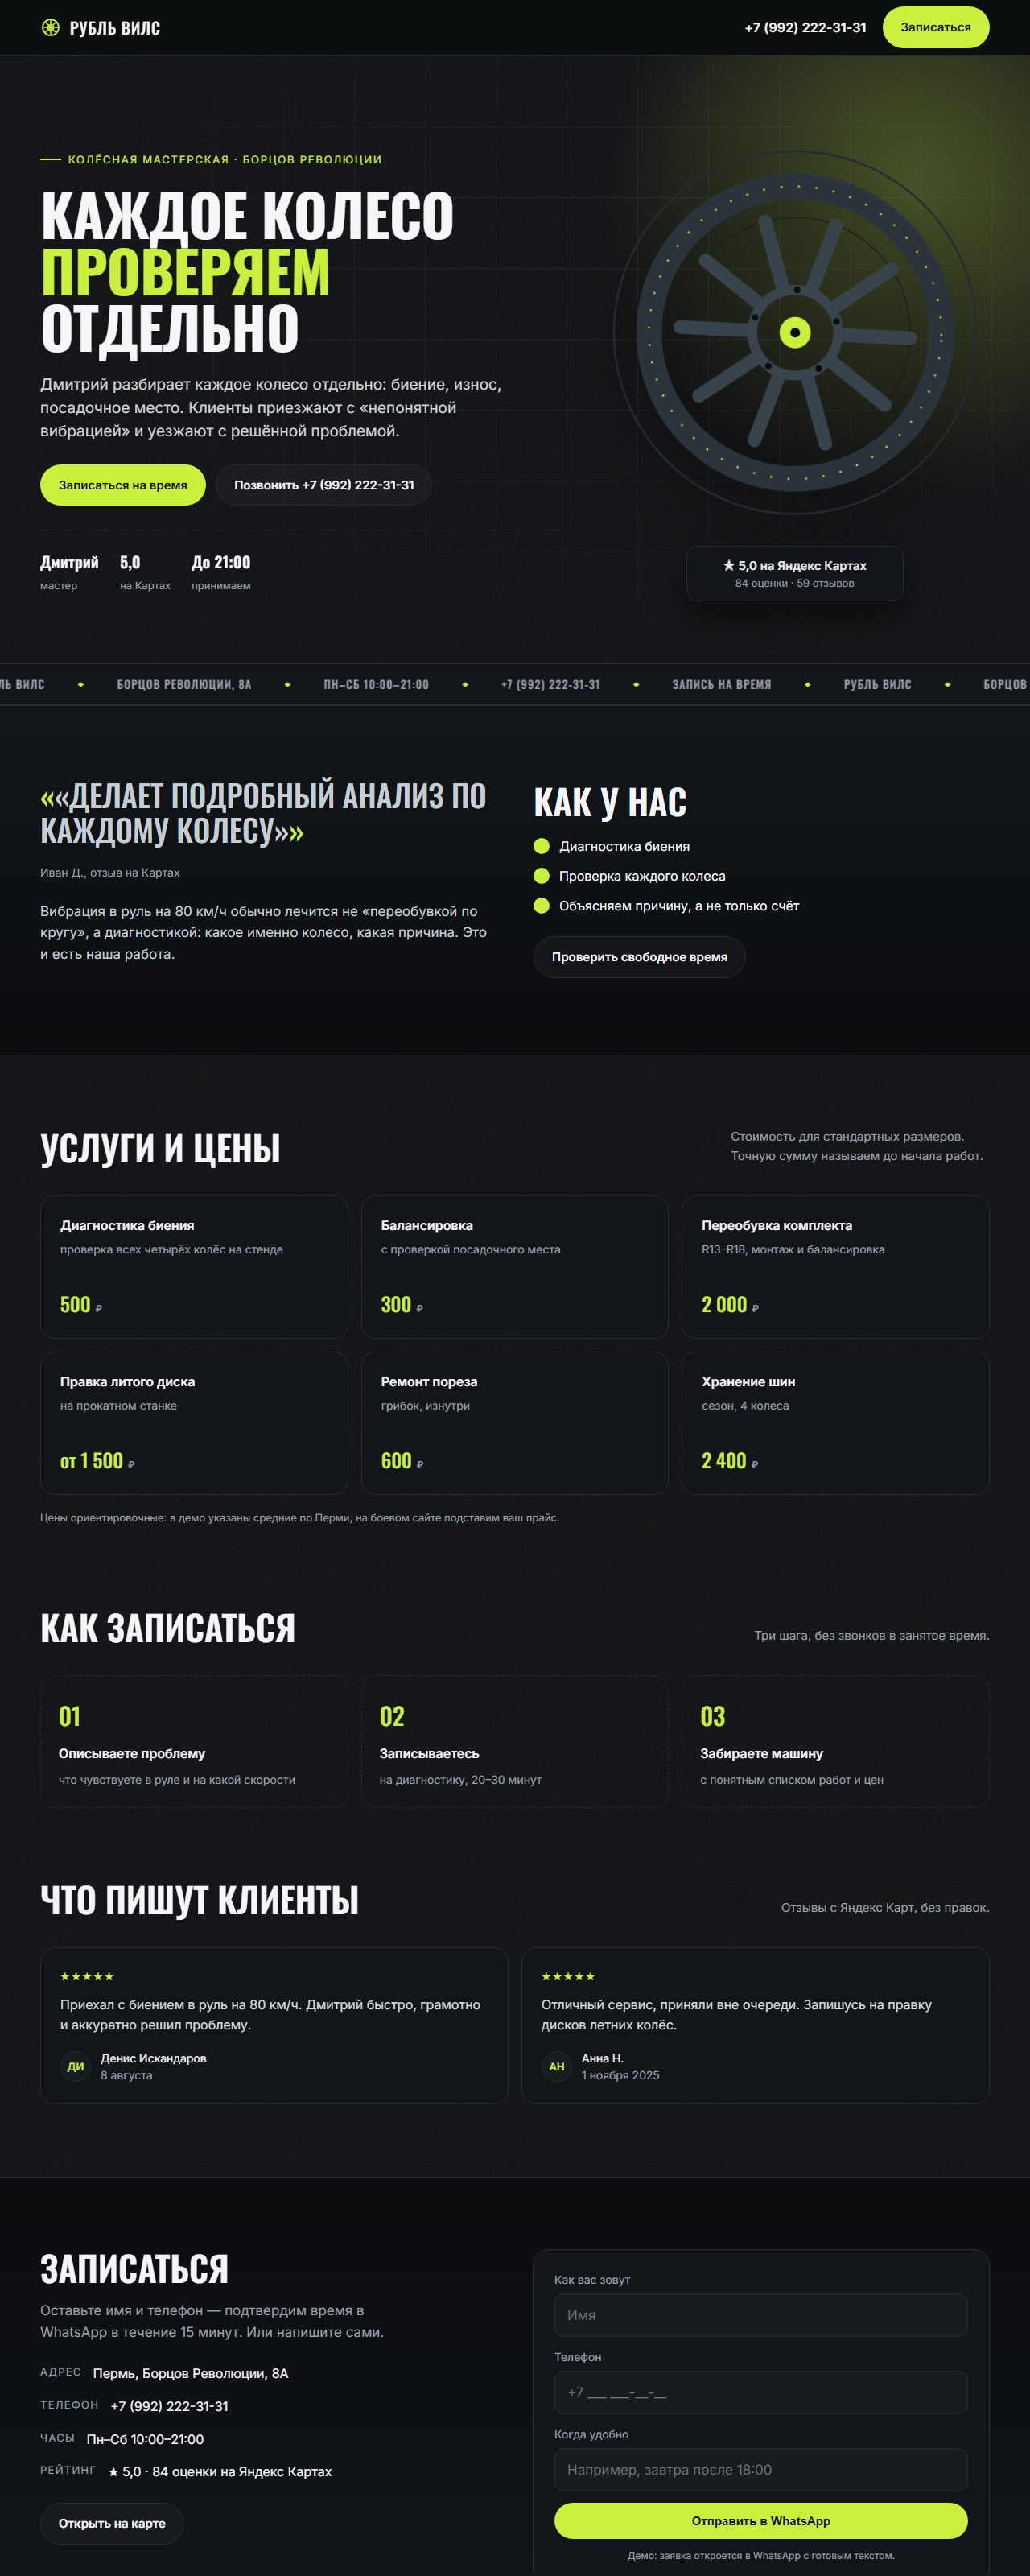 РУБЛЬ ВИЛС
+7 (992) 222-31-31
Записаться
КОЛЁСНАЯ МАСТЕРСКАЯ · БОРЦОВ РЕВОЛЮЦИИ
КАЖДОЕ КОЛЕСО
ПРОВЕРЯЕМ
ОТДЕЛЬНО
Дмитрий разбирает каждое колесо отдельно: биение, износ,
посадочное место. Клиенты приезжают с «непонятной
вибрацией» и уезжают с решённой проблемой.
Записаться на время
Позвонить +7 (992) 222-31-31
Дмитрий
мастер
5,0
на Картах
До 21:00
принимаем
★ 5,0 на Яндекс Картах
84 оценки · 59 отзывов
ЛЬ ВИЛС
БОРЦОВ РЕВОЛЮЦИИ, 8А
ПН–СБ 10:00–21:00
+7 (992) 222-31-31
ЗАПИСЬ НА ВРЕМЯ
РУБЛЬ ВИЛС
БОРЦОВ
««ДЕЛАЕТ ПОДРОБНЫЙ АНАЛИЗ ПО
КАЖДОМУ КОЛЕСУ»»
Иван Д., отзыв на Картах
Вибрация в руль на 80 км/ч обычно лечится не «переобувкой по
кругу», а диагностикой: какое именно колесо, какая причина. Это
и есть наша работа.
КАК У НАС
Диагностика биения
Проверка каждого колеса
Объясняем причину, а не только счёт
Проверить свободное время
УСЛУГИ И ЦЕНЫ
Стоимость для стандартных размеров.
Точную сумму называем до начала работ.
Диагностика биения
проверка всех четырёх колёс на стенде
500 ₽
Балансировка
с проверкой посадочного места
300 ₽
Переобувка комплекта
R13–R18, монтаж и балансировка
2 000 ₽
Правка литого диска
на прокатном станке
от 1 500 ₽
Ремонт пореза
грибок, изнутри
600 ₽
Хранение шин
сезон, 4 колеса
2 400 ₽
Цены ориентировочные: в демо указаны средние по Перми, на боевом сайте подставим ваш прайс.
КАК ЗАПИСАТЬСЯ
Три шага, без звонков в занятое время.
01
Описываете проблему
что чувствуете в руле и на какой скорости
02
Записываетесь
на диагностику, 20–30 минут
03
Забираете машину
с понятным списком работ и цен
ЧТО ПИШУТ КЛИЕНТЫ
Отзывы с Яндекс Карт, без правок.
★★★★★
Приехал с биением в руль на 80 км/ч. Дмитрий быстро, грамотно
и аккуратно решил проблему.
ДИ
Денис Искандаров
8 августа
★★★★★
Отличный сервис, приняли вне очереди. Запишусь на правку
дисков летних колёс.
АН
Анна Н.
1 ноября 2025
ЗАПИСАТЬСЯ
Оставьте имя и телефон — подтвердим время в
WhatsApp в течение 15 минут. Или напишите сами.
АДРЕС Пермь, Борцов Революции, 8А
ТЕЛЕФОН +7 (992) 222-31-31
ЧАСЫ Пн–Сб 10:00–21:00
РЕЙТИНГ ★ 5,0 · 84 оценки на Яндекс Картах
Открыть на карте
Как вас зовут
Имя
Телефон
+7 ___ ___-__-__
Когда удобно
Например, завтра после 18:00
Отправить в WhatsApp
Демо: заявка откроется в WhatsApp с готовым текстом.